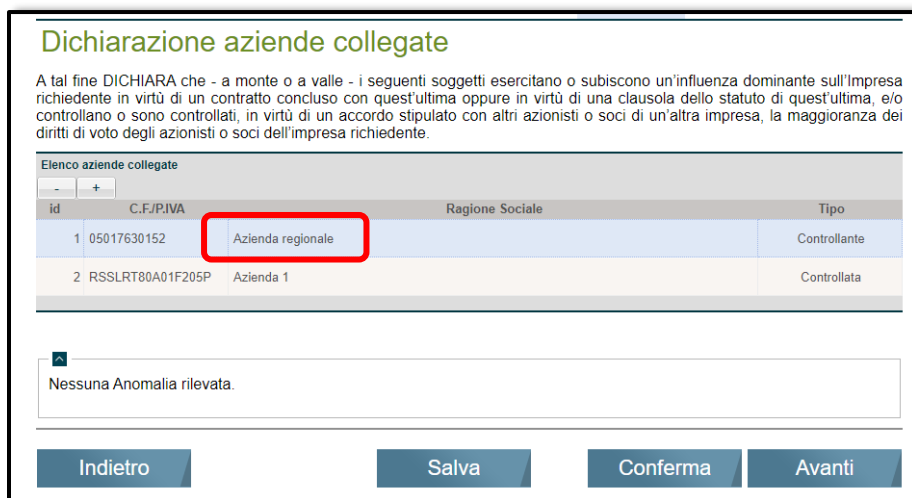 Dichiarazione aziende collegate
A tal fine DICHIARA che - a monte o a valle - i seguenti soggetti esercitano o subiscono un'influenza dominante sull'Impresa
richiedente in virtù di un contratto concluso con quest'ultima oppure in virtù di una clausola dello statuto di quest'ultima, e/o
controllano o sono controllati, in virtù di un accordo stipulato con altri azionisti o soci di un'altra impresa, la maggioranza dei
diritti di voto degli azionisti o soci dell'impresa richiedente.
Elenco aziende collegate
- +
id C.F./P.IVA Ragione Sociale Tipo
1 05017630152 Azienda regionale Controllante
2 RSSLRT80A01F205P Azienda 1 Controllata
Nessuna Anomalia rilevata.
Indietro Salva Conferma Avanti